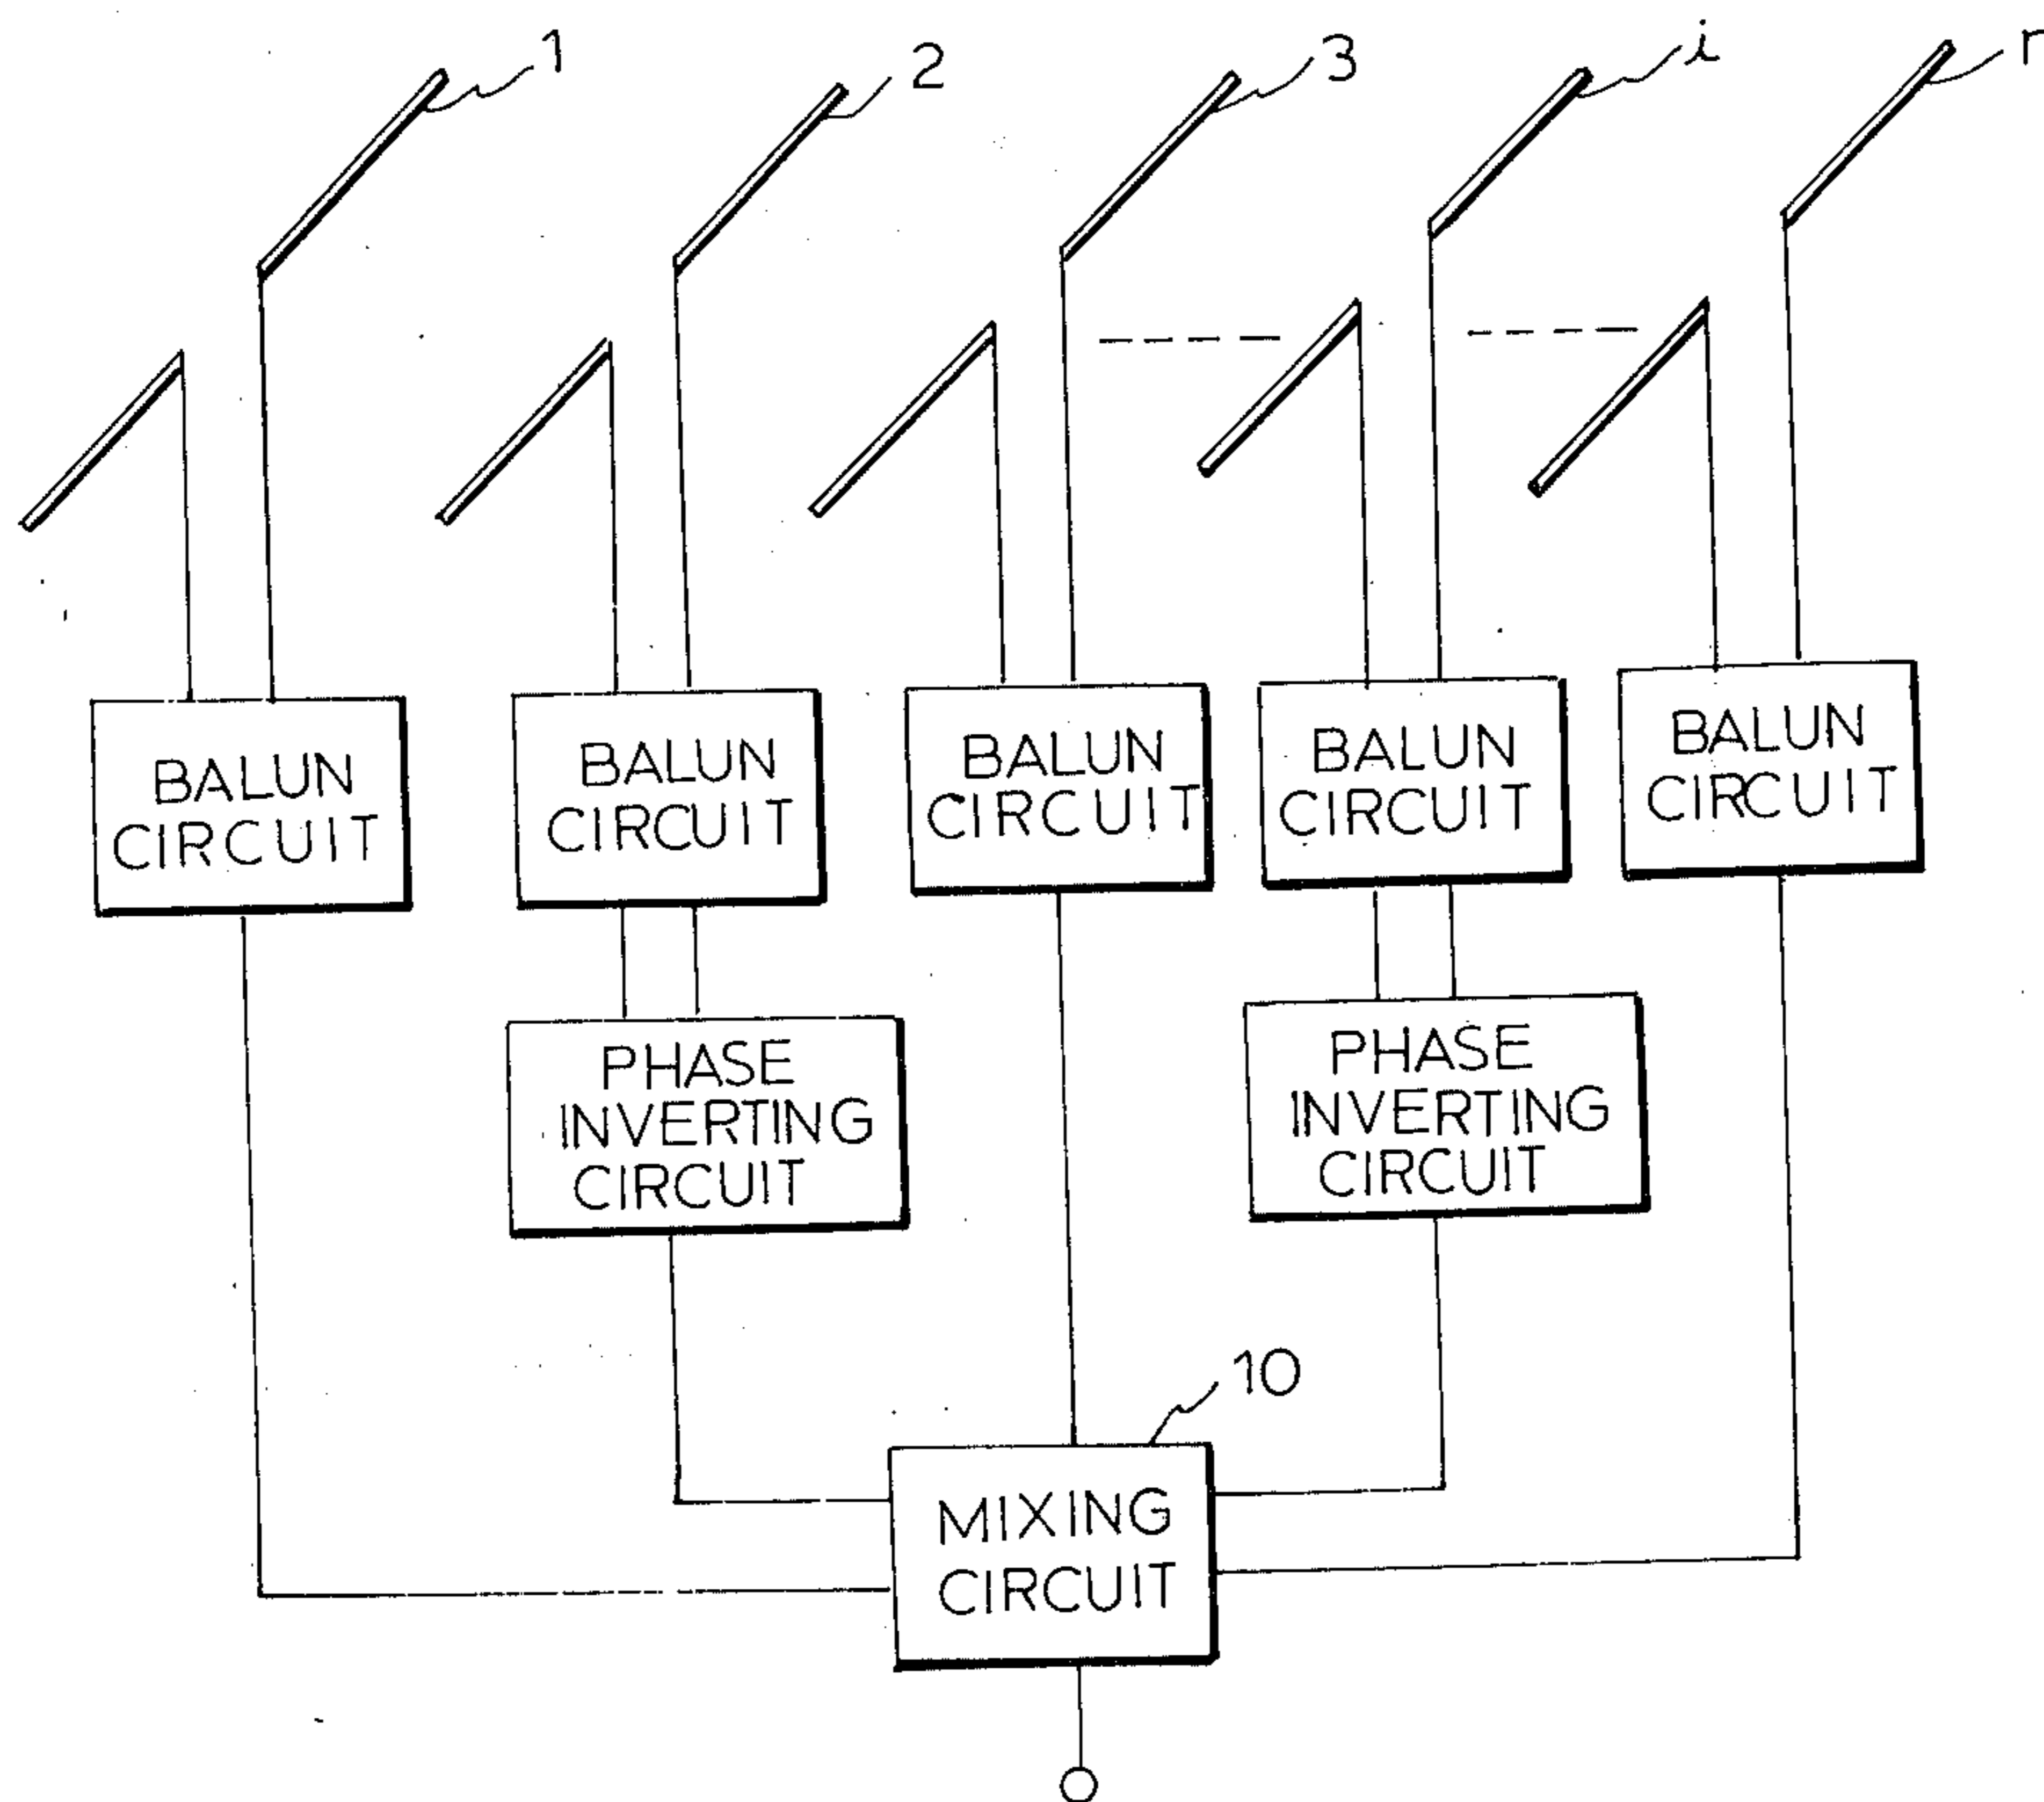 1
2
3
i
BALUN
CIRCUIT
BALUN
CIRCUIT
BALUN
CIRCUIT
BALUN
CIRCUIT
BALUN
CIRCUIT
PHASE
INVERTING
CIRCUIT
PHASE
INVERTING
CIRCUIT
10
MIXING
CIRCUIT